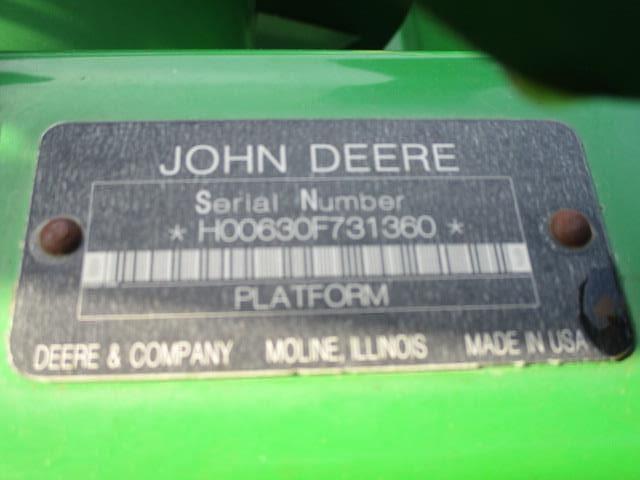 JOHN DEERE
Serial Number
* H00630F731360 *
PLATFORM
DEERE & COMPANY MOLINE, ILLINOIS MADE IN USA